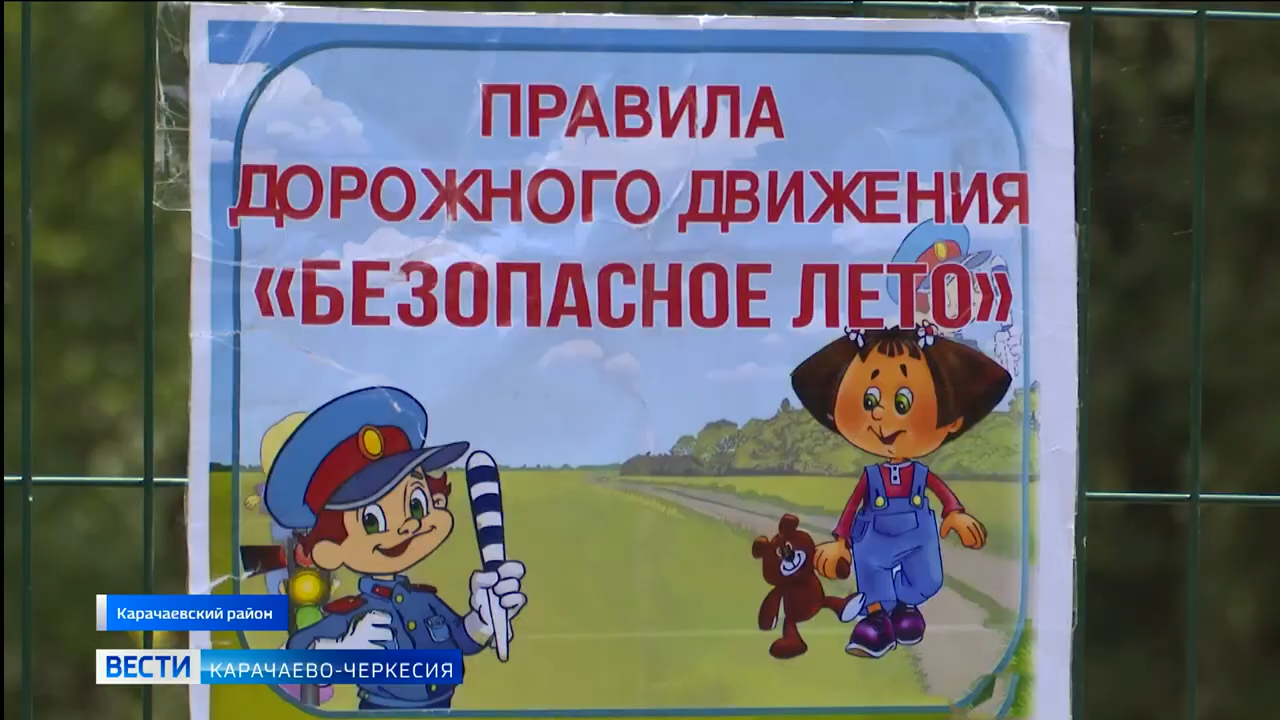 ПРАВИЛА
ДОРОЖНОГО ДВИЖЕНИЯ
«БЕЗОПАСНОЕ ЛЕТО»
Карачаевский район
ВЕСТИ КАРАЧАЕВО-ЧЕРКЕСИЯ